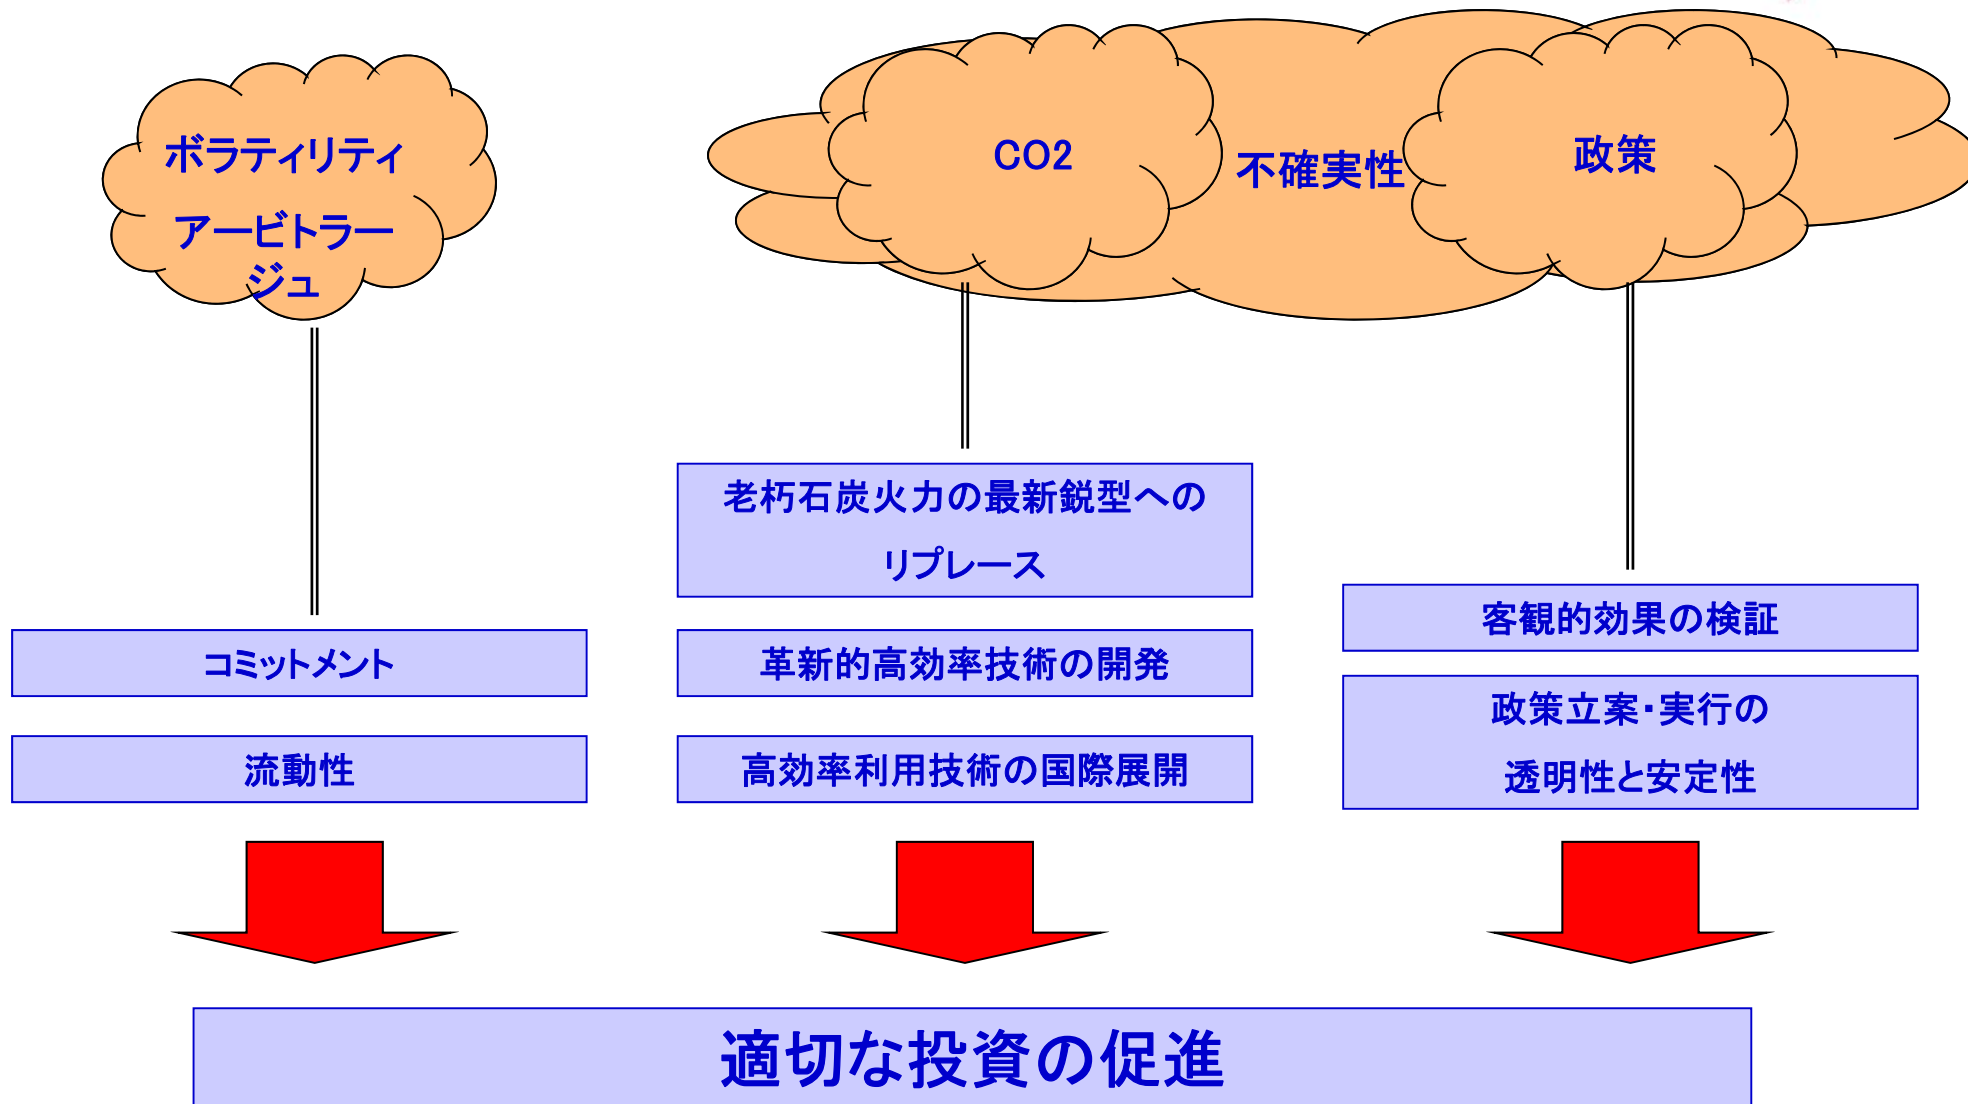 ボラティリティ
アービトラー
ジュ
CO2
不確実性
政策
老朽石炭火力の最新鋭型への
リプレース
革新的高効率技術の開発
高効率利用技術の国際展開
コミットメント
流動性
客観的効果の検証
政策立案・実行の
透明性と安定性
適切な投資の促進